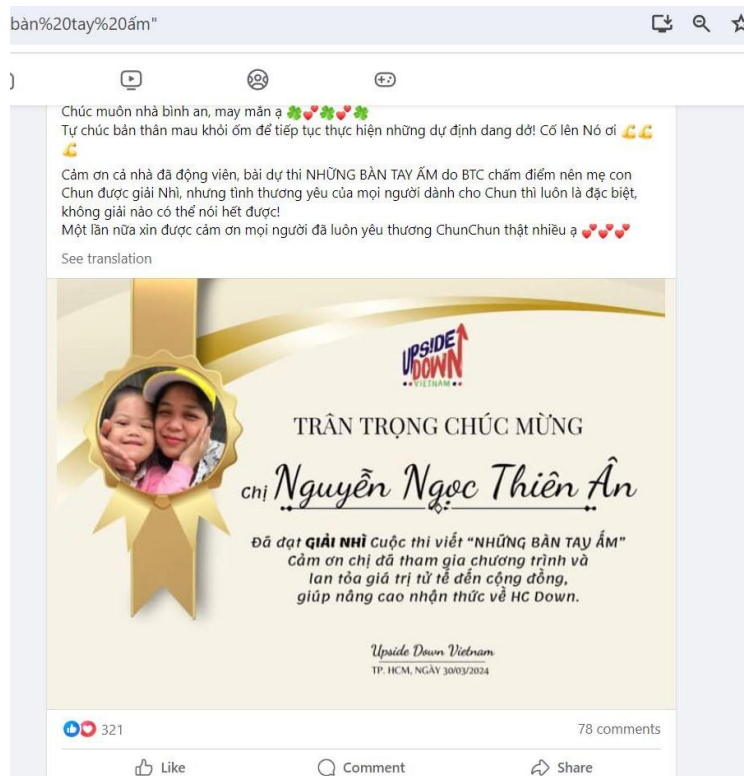 bàn%20tay%20ấm"
Chúc muôn nhà bình an, may mắn ạ 🍀💕🍀💕🍀
Tự chúc bản thân mau khỏi ốm để tiếp tục thực hiện những dự định dang dở! Cố lên Nó ơi 💪💪
💪
Cảm ơn cả nhà đã động viên, bài dự thi NHỮNG BÀN TAY ẤM do BTC chấm điểm nên mẹ con
Chun được giải Nhì, nhưng tình thương yêu của mọi người dành cho Chun thì luôn là đặc biệt,
không giải nào có thể nói hết được!
Một lần nữa xin được cảm ơn mọi người đã luôn yêu thương ChunChun thật nhiều ạ 💕💕💕
See translation
UPSIDE
DOWN
VIETNAM
TRÂN TRỌNG CHÚC MỪNG
chị Nguyễn Ngọc Thiên Ân
Đã đạt GIẢI NHÌ Cuộc thi viết “NHỮNG BÀN TAY ẤM”
Cảm ơn chị đã tham gia chương trình và
lan tỏa giá trị tử tế đến cộng đồng,
giúp nâng cao nhận thức về HC Down.
Upside Down Vietnam
TP. HCM, NGÀY 30/03/2024
321
78 comments
Like
Comment
Share